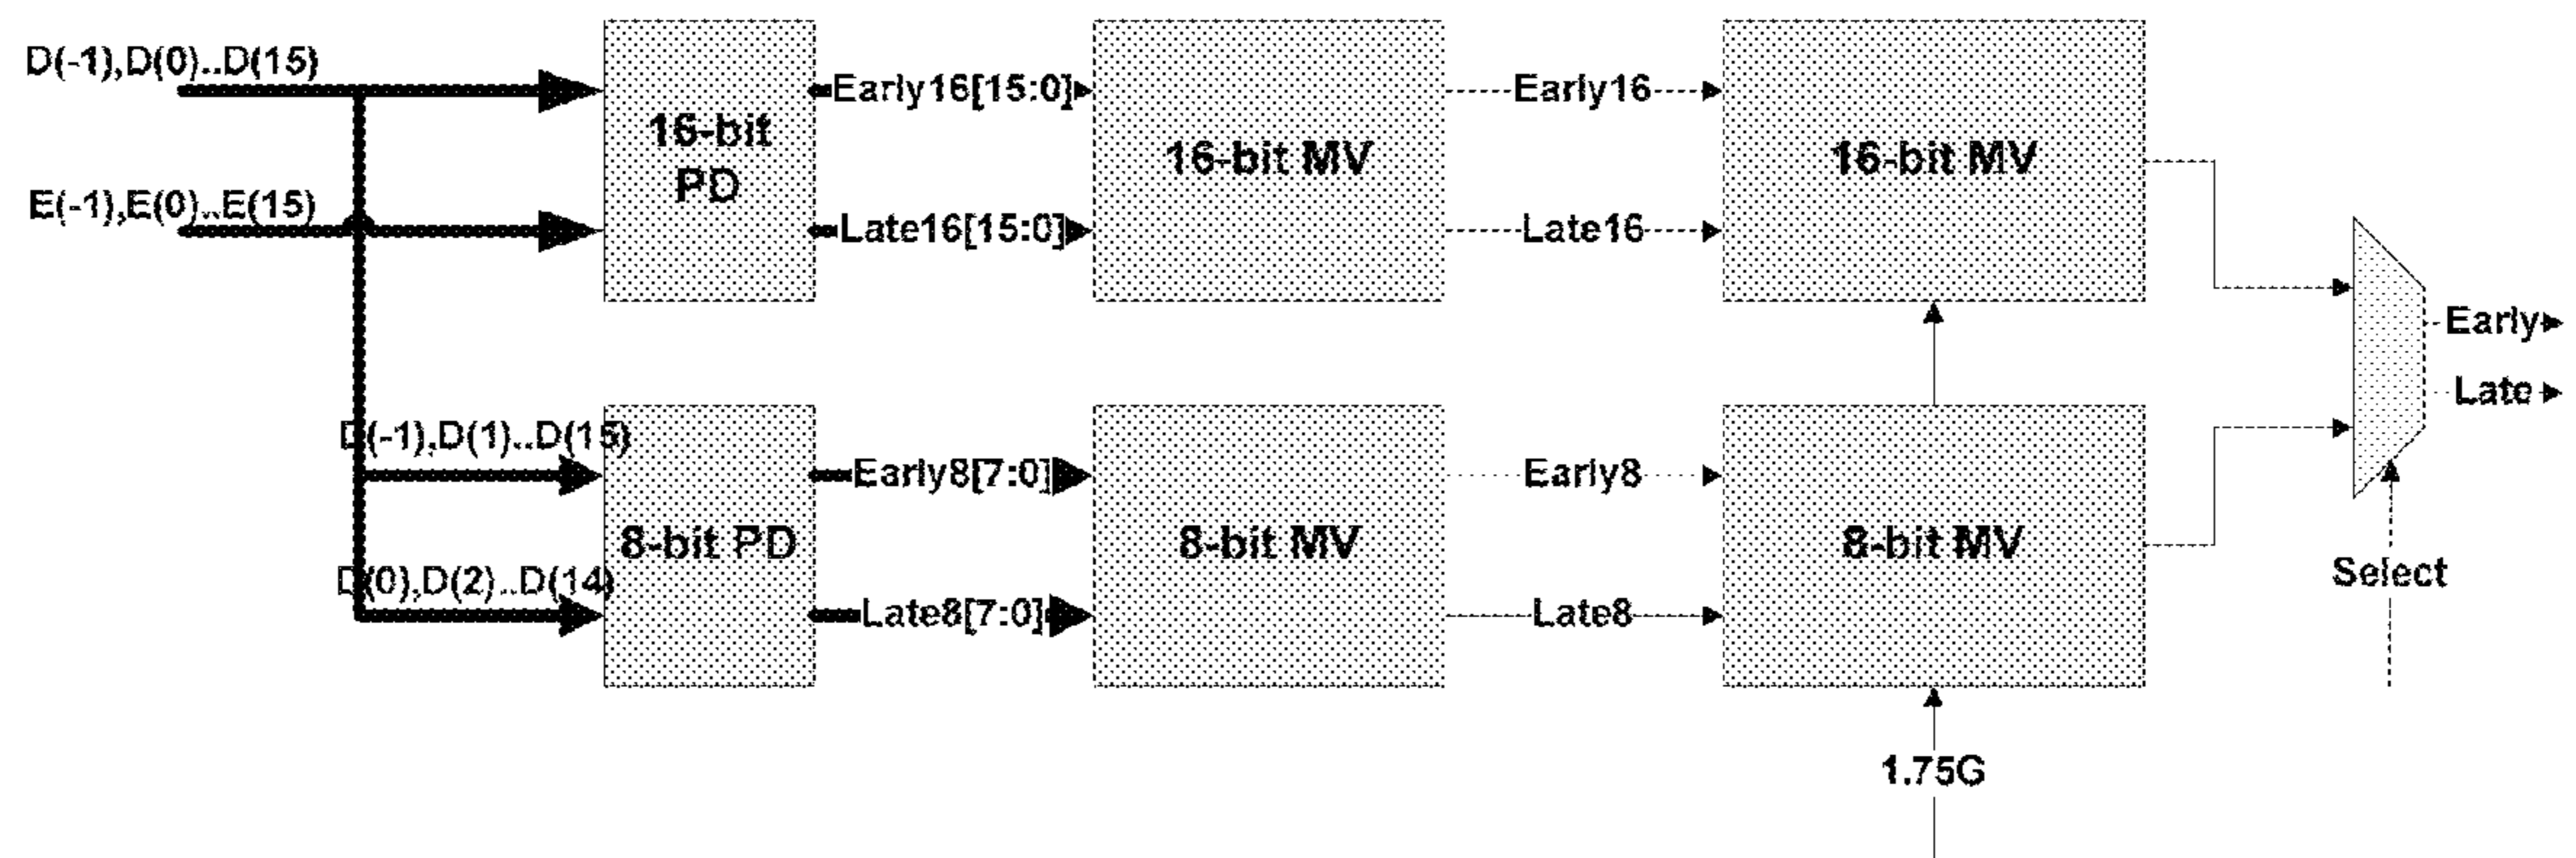 D(-1),D(0)..D(15)
E(-1),E(0)..E(15)
16-bit
PD
Early16[15:0]
Late16[15:0]
16-bit MV
Early16
Late16
16-bit MV
Early
Late
D(-1),D(1)..D(15)
D(0),D(2)..D(14)
8-bit PD
Early8[7:0]
Late8[7:0]
8-bit MV
Early8
Late8
8-bit MV
Select
1.75G